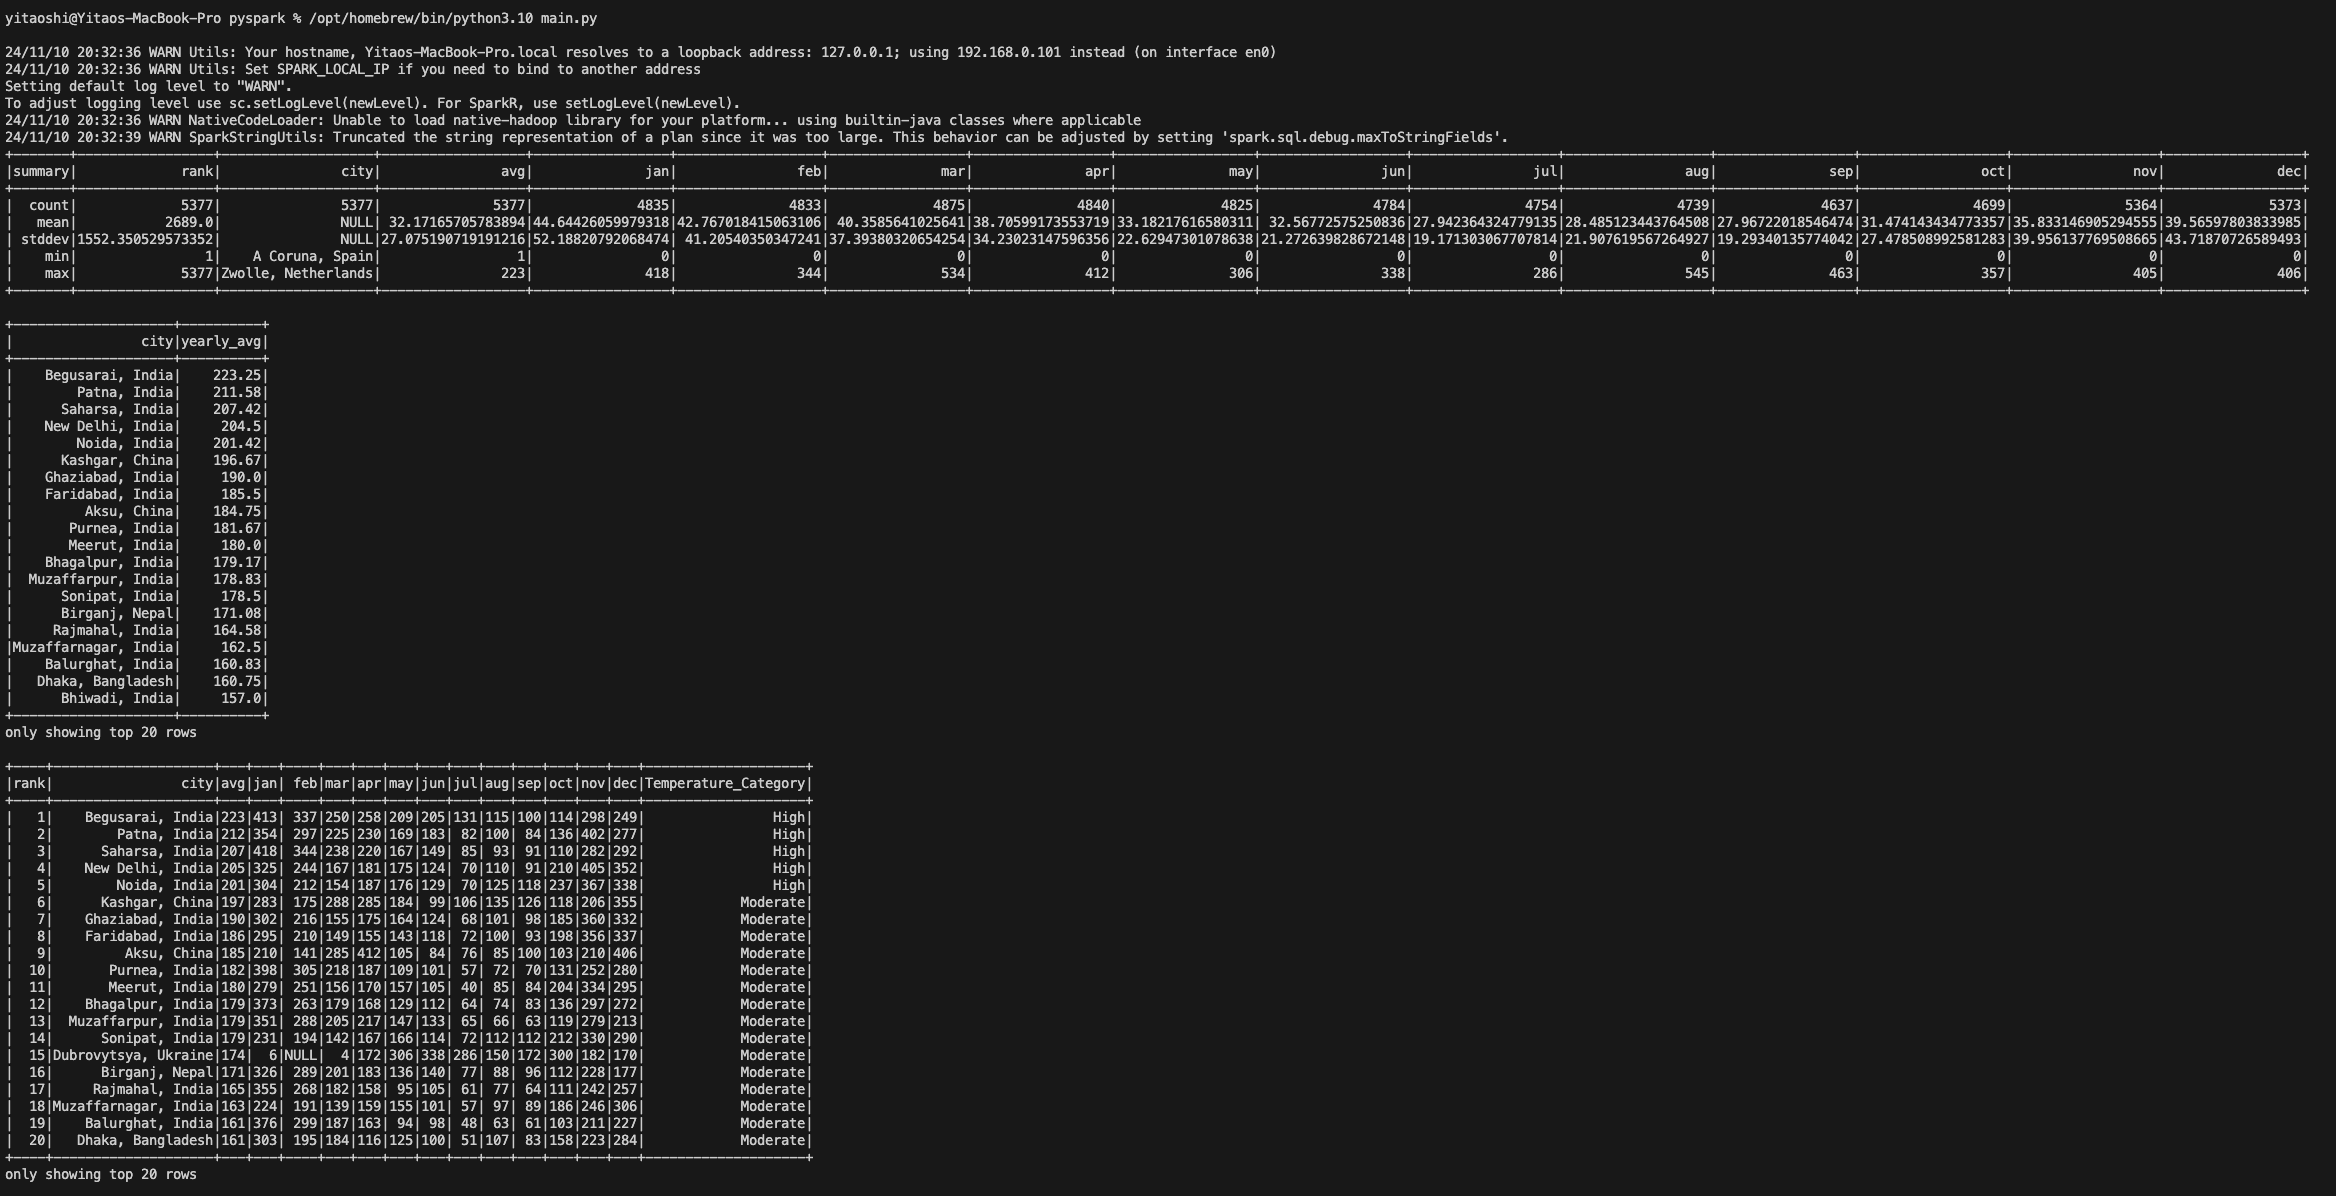 yitaoshi@Yitaos-MacBook-Pro pyspark % /opt/homebrew/bin/python3.10 main.py
24/11/10 20:32:36 WARN Utils: Your hostname, Yitaos-MacBook-Pro.local resolves to a loopback address: 127.0.0.1; using 192.168.0.101 instead (on interface en0)
24/11/10 20:32:36 WARN Utils: Set SPARK_LOCAL_IP if you need to bind to another address
Setting default log level to "WARN".
To adjust logging level use sc.setLogLevel(newLevel). For SparkR, use setLogLevel(newLevel).
24/11/10 20:32:36 WARN NativeCodeLoader: Unable to load native-hadoop library for your platform... using builtin-java classes where applicable
24/11/10 20:32:39 WARN SparkStringUtils: Truncated the string representation of a plan since it was too large. This behavior can be adjusted by setting 'spark.sql.debug.maxToStringFields'.
|summary| rank| city| avg| jan| feb| mar| apr| may| jun| jul| aug| sep| oct| nov| dec|
| count| 5377| 5377| 5377| 4835| 4833| 4875| 4840| 4825| 4784| 4754| 4739| 4637| 4699| 5364| 5373|
| mean| 2689.0| NULL| 32.17165705783894|44.64426059979318|42.767018415063106| 40.3585641025641|38.70599173553719|33.18217616580311| 32.56772575250836|27.942364324779135|28.485123443764508|27.96722018546474|31.474143434773357|35.833146905294555|39.56597803833985|
| stddev|1552.350529573352| NULL|27.075190719191216|52.18820792068474| 41.20540350347241|37.39380320654254|34.23023147596356|22.62947301078638|21.272639828672148|19.171303067707814|21.907619567264927|19.29340135774042|27.478508992581283|39.956137769508665|43.71870726589493|
| min| 1| A Coruna, Spain| 1| 0| 0| 0| 0| 0| 0| 0| 0| 0| 0| 0| 0|
| max| 5377|Zwolle, Netherlands| 223| 418| 344| 534| 412| 306| 338| 286| 545| 463| 357| 405| 406|
| city|yearly_avg|
| Begusarai, India| 223.25|
| Patna, India| 211.58|
| Saharsa, India| 207.42|
| New Delhi, India| 204.5|
| Noida, India| 201.42|
| Kashgar, China| 196.67|
| Ghaziabad, India| 190.0|
| Faridabad, India| 185.5|
| Aksu, China| 184.75|
| Purnea, India| 181.67|
| Meerut, India| 180.0|
| Bhagalpur, India| 179.17|
| Muzaffarpur, India| 178.83|
| Sonipat, India| 178.5|
| Birganj, Nepal| 171.08|
| Rajmahal, India| 164.58|
|Muzaffarnagar, India| 162.5|
| Balurghat, India| 160.83|
| Dhaka, Bangladesh| 160.75|
| Bhiwadi, India| 157.0|
only showing top 20 rows
|rank| city|avg|jan| feb|mar|apr|may|jun|jul|aug|sep|oct|nov|dec|Temperature_Category|
| 1| Begusarai, India|223|413| 337|250|258|209|205|131|115|100|114|298|249| High|
| 2| Patna, India|212|354| 297|225|230|169|183| 82|100| 84|136|402|277| High|
| 3| Saharsa, India|207|418| 344|238|220|167|149| 85| 93| 91|110|282|292| High|
| 4| New Delhi, India|205|325| 244|167|181|175|124| 70|110| 91|210|405|352| High|
| 5| Noida, India|201|304| 212|154|187|176|129| 70|125|118|237|367|338| High|
| 6| Kashgar, China|197|283| 175|288|285|184| 99|106|135|126|118|206|355| Moderate|
| 7| Ghaziabad, India|190|302| 216|155|175|164|124| 68|101| 98|185|360|332| Moderate|
| 8| Faridabad, India|186|295| 210|149|155|143|118| 72|100| 93|198|356|337| Moderate|
| 9| Aksu, China|185|210| 141|285|412|105| 84| 76| 85|100|103|210|406| Moderate|
| 10| Purnea, India|182|398| 305|218|187|109|101| 57| 72| 70|131|252|280| Moderate|
| 11| Meerut, India|180|279| 251|156|170|157|105| 40| 85| 84|204|334|295| Moderate|
| 12| Bhagalpur, India|179|373| 263|179|168|129|112| 64| 74| 83|136|297|272| Moderate|
| 13| Muzaffarpur, India|179|351| 288|205|217|147|133| 65| 66| 63|119|279|213| Moderate|
| 14| Sonipat, India|179|231| 194|142|167|166|114| 72|112|112|212|330|290| Moderate|
| 15|Dubrovytsya, Ukraine|174| 6|NULL| 4|172|306|338|286|150|172|300|182|170| Moderate|
| 16| Birganj, Nepal|171|326| 289|201|183|136|140| 77| 88| 96|112|228|177| Moderate|
| 17| Rajmahal, India|165|355| 268|182|158| 95|105| 61| 77| 64|111|242|257| Moderate|
| 18|Muzaffarnagar, India|163|224| 191|139|159|155|101| 57| 97| 89|186|246|306| Moderate|
| 19| Balurghat, India|161|376| 299|187|163| 94| 98| 48| 63| 61|103|211|227| Moderate|
| 20| Dhaka, Bangladesh|161|303| 195|184|116|125|100| 51|107| 83|158|223|284| Moderate|
only showing top 20 rows